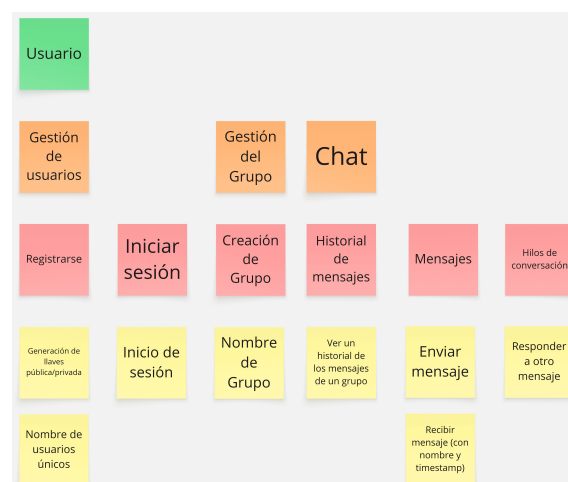 Usuario
Gestión
de
usuarios
Gestión
del
Grupo
Chat
Registrarse
Iniciar
sesión
Creación
de
Grupo
Historial
de
mensajes
Mensajes
Hilos de
conversación
Generación de
llaves
pública/privada
Inicio de
sesión
Nombre
de
Grupo
Ver un
historial de
los mensajes
de un grupo
Enviar
mensaje
Responder
a otro
mensaje
Nombre de
usuarios
únicos
Recibir
mensaje (con
nombre y
timestamp)